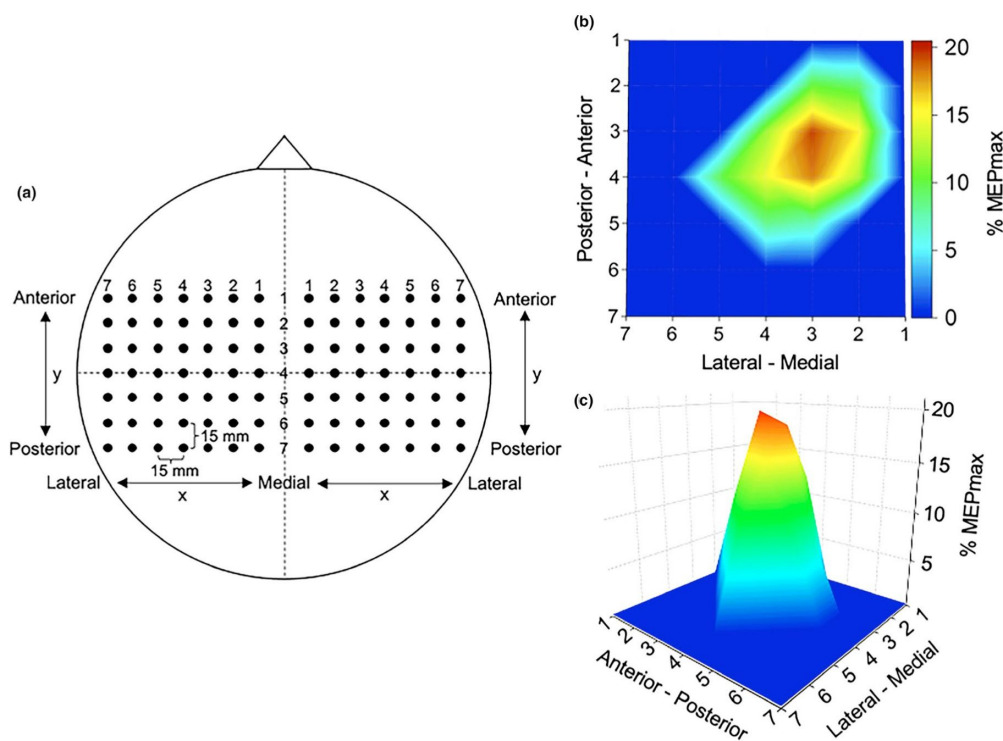 (a)
7 6 5 4 3 2 1 1 2 3 4 5 6 7
Anterior 1 Anterior
2
3
y 4 y
5
6
15 mm
Posterior 7 Posterior
15 mm
Lateral Medial Lateral
x x
(b)
Posterior - Anterior
1
2
3
4
5
6
7
7 6 5 4 3 2 1
Lateral - Medial
20
15
10
5
0
% MEPmax
(c)
20
15
10
5
% MEPmax
1 2 3 4 5 6 7
Anterior - Posterior
7 6 5 4 3 2 1
Lateral - Medial